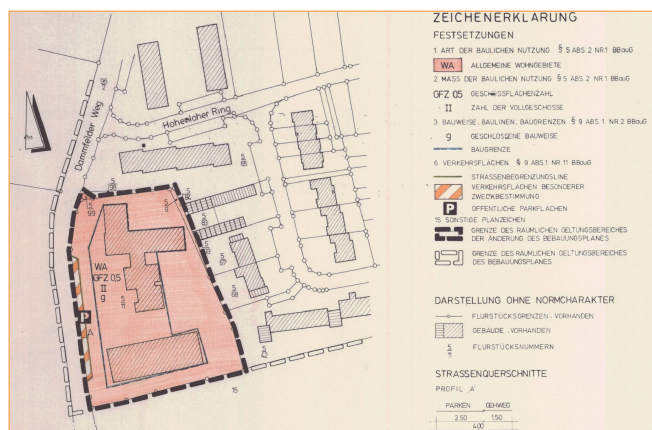 Dammfelder Weg
Hohenloher Ring
WA
GFZ 0,5
II
g
P
A
15
ZEICHENERKLÄRUNG
FESTSETZUNGEN
1. ART DER BAULICHEN NUTZUNG § 5 ABS. 2 NR.1 BBauG
WA ALLGEMEINE WOHNGEBIETE
2. MASS DER BAULICHEN NUTZUNG § 5 ABS. 2 NR. 1 BBauG
GFZ 0,5 GESCHOSSFLÄCHENZAHL
II ZAHL DER VOLLGESCHOSSE
3. BAUWEISE. BAULINEN, BAUGRENZEN § 9 ABS. 1 NR. 2 BBauG
g GESCHLOSSENE BAUWEISE
BAUGRENZE
6. VERKEHRSFLÄCHEN § 9 ABS.1 NR. 11 BBauG
STRASSENBEGRENZUNGSLINE
VERKEHRSFLÄCHEN BESONDERER
ZWECKBESTIMMUNG
P ÖFFENTLICHE PARKFLÄCHEN
15. SONSTIGE PLANZEICHEN
GRENZE DES RÄUMLICHEN GELTUNGSBEREICHES
DER ÄNDERUNG DES BEBAUUNGSPLANES
GRENZE DES RÄUMLICHEN GELTUNGSBEREICHES
DES BEBAUUNGSPLANES
DARSTELLUNG OHNE NORMCHARAKTER
FLURSTÜCKSGRENZEN, VORHANDEN
GEBÄUDE, VORHANDEN
FLURSTÜCKSNUMMERN
STRASSENQUERSCHNITTE
PROFIL „A"
PARKEN GEHWEG
2.50 1.50
4.00